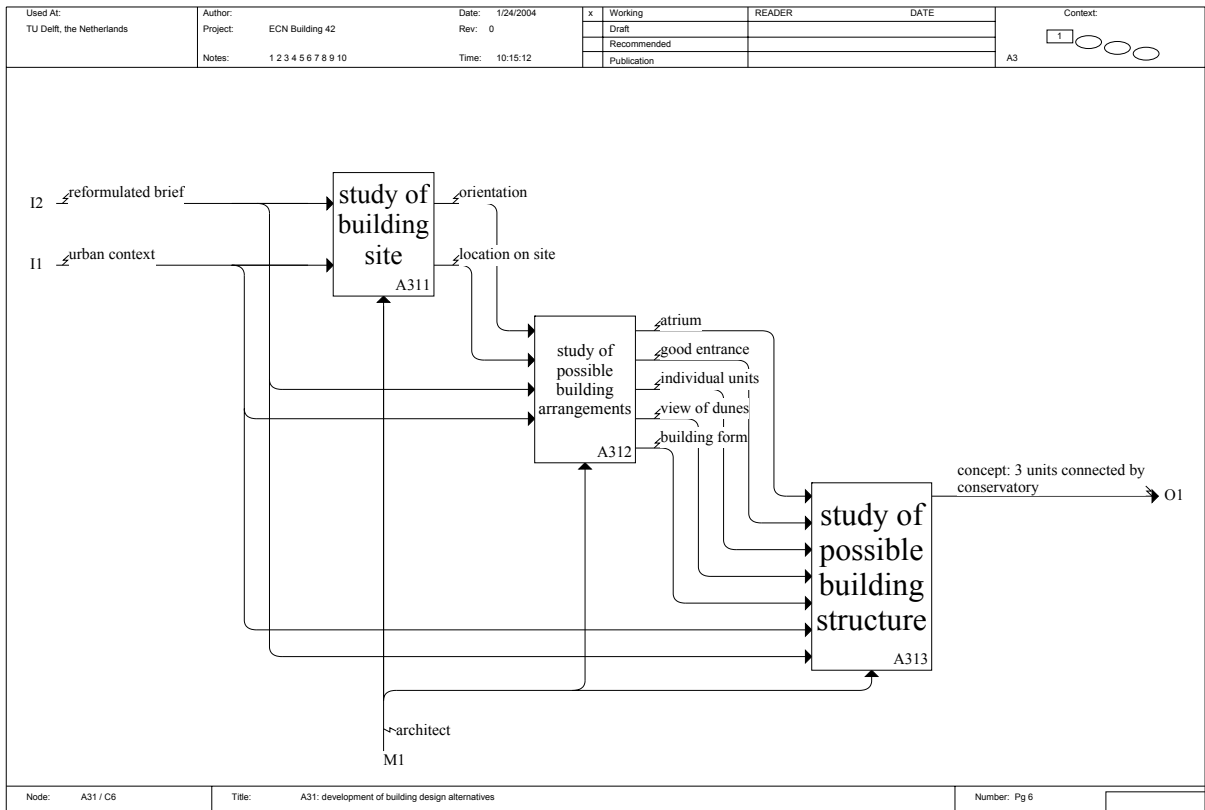 Used At:
TU Delft, the Netherlands
Author:
Project: ECN Building 42
Notes: 1 2 3 4 5 6 7 8 9 10
Date: 1/24/2004
Rev: 0
Time: 10:15:12
x Working
Draft
Recommended
Publication
READER DATE
Context:
1
A3
I2 reformulated brief
I1 urban context
study of
building
site
A311
orientation
location on site
study of
possible
building
arrangements
A312
atrium
good entrance
individual units
view of dunes
building form
study of
possible
building
structure
A313
concept: 3 units connected by
conservatory
O1
architect
M1
Node: A31 / C6
Title: A31: development of building design alternatives
Number: Pg 6